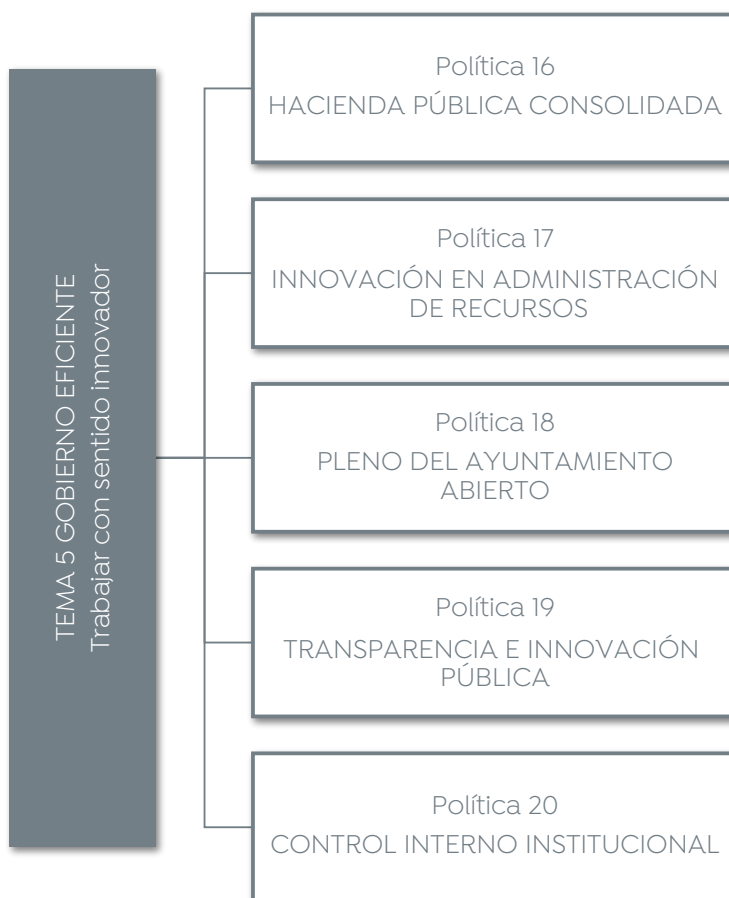 TEMA 5 GOBIERNO EFICIENTE
Trabajar con sentido innovador
Política 16
HACIENDA PÚBLICA CONSOLIDADA
Política 17
INNOVACIÓN EN ADMINISTRACIÓN
DE RECURSOS
Política 18
PLENO DEL AYUNTAMIENTO
ABIERTO
Política 19
TRANSPARENCIA E INNOVACIÓN
PÚBLICA
Política 20
CONTROL INTERNO INSTITUCIONAL